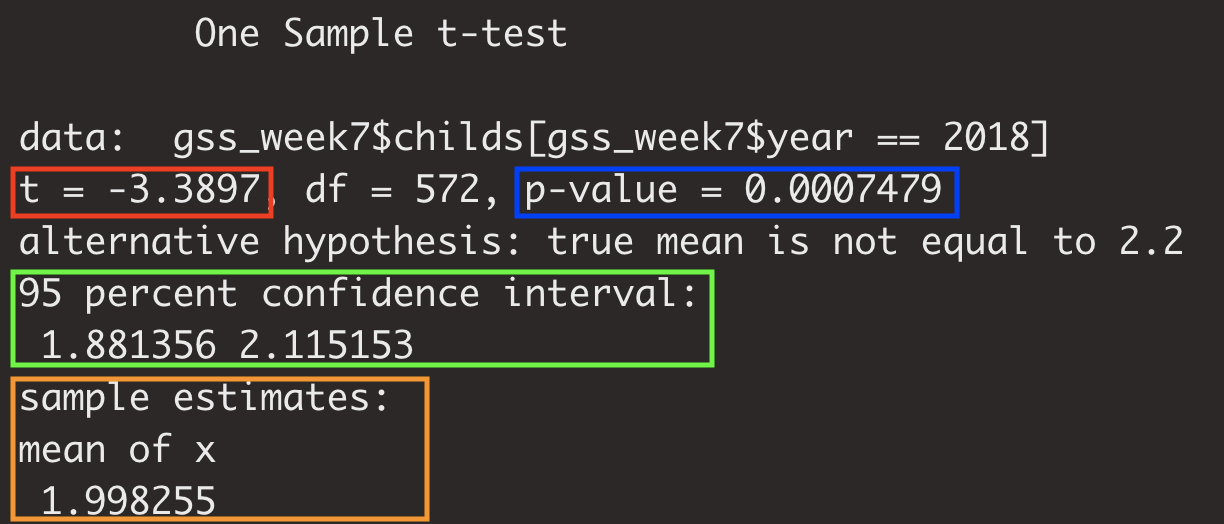 One Sample t-test
data:  gss_week7$childs[gss_week7$year == 2018]
t = -3.3897, df = 572, p-value = 0.0007479
alternative hypothesis: true mean is not equal to 2.2
95 percent confidence interval:
1.881356 2.115153
sample estimates:
mean of x
1.998255